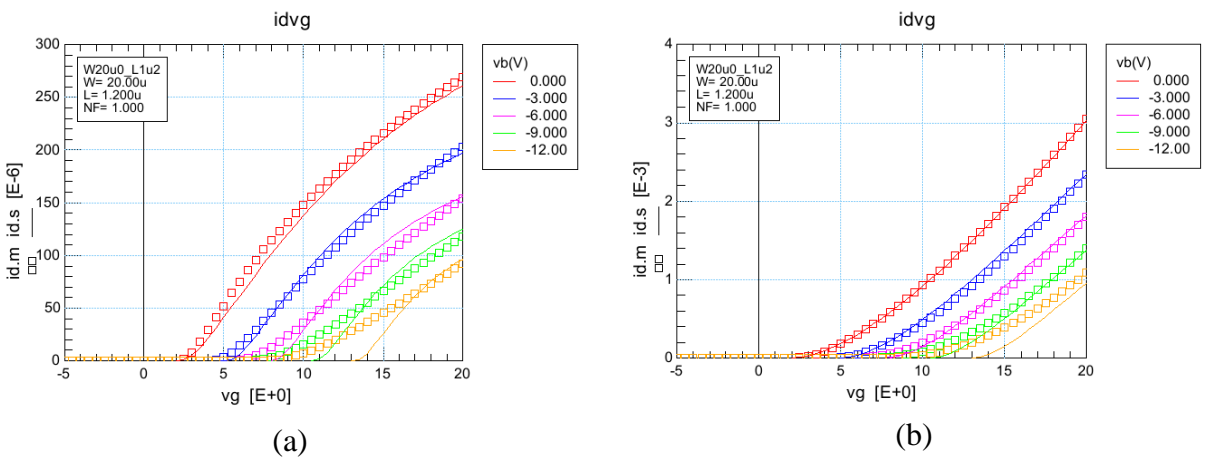 idvg
300
250
200
150
100
50
0
id.m id.s [E-6]
W20u0_L1u2
W= 20.00u
L= 1.200u
NF= 1.000
-5 0 5 10 15 20
vg [E+0]
vb(V)
0.000
-3.000
-6.000
-9.000
-12.00
(a)
idvg
4
3
2
1
0
id.m id.s [E-3]
W20u0_L1u2
W= 20.00u
L= 1.200u
NF= 1.000
-5 0 5 10 15 20
vg [E+0]
vb(V)
0.000
-3.000
-6.000
-9.000
-12.00
(b)